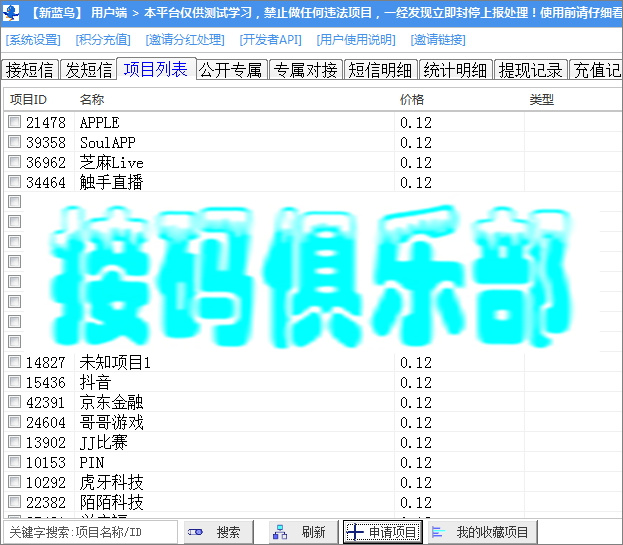 【新蓝鸟】 用户端 > 本平台仅供测试学习，禁止做任何违法项目，一经发现立即封停上报处理！使用前请仔细看
[系统设置] [积分充值] [邀请分红处理] [开发者API] [用户使用说明] [邀请链接]
接短信 发短信 项目列表 公开专属 专属对接 短信明细 统计明细 提现记录 充值记
项目ID 名称 价格 类型
21478 APPLE 0.12
39358 SoulAPP 0.12
36962 芝麻Live 0.12
34464 触手直播 0.12
接码俱乐部
14827 未知项目1 0.12
15436 抖音 0.12
42391 京东金融 0.12
24604 哥哥游戏 0.12
13902 JJ比赛 0.12
10153 PIN 0.12
10292 虎牙科技 0.12
22382 陌陌科技 0.12
关键字搜索:项目名称/ID 搜索 刷新 申请项目 我的收藏项目